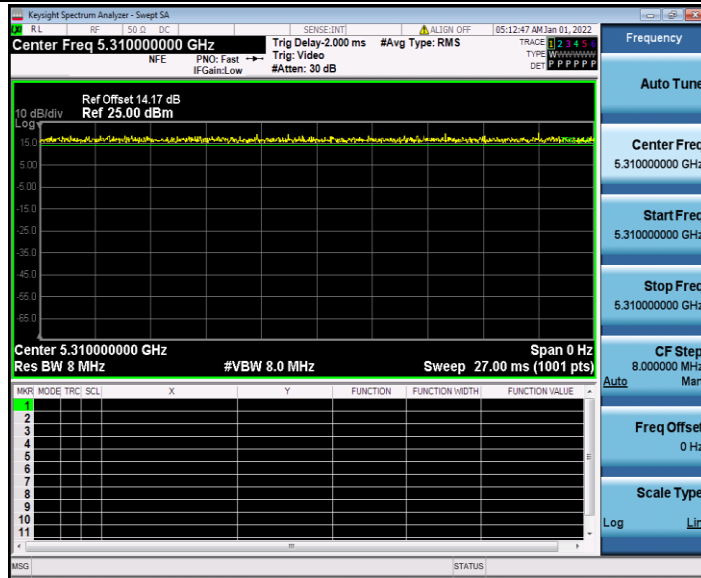 Keysight Spectrum Analyzer - Swept SA
RL RF 50 Ω DC SENSE:INT ALIGN OFF 05:12:47 AM Jan 01, 2022
Center Freq 5.310000000 GHz
NFE
PNO: Fast
IFGain:Low
Trig Delay-2.000 ms
Trig: Video
#Atten: 30 dB
#Avg Type: RMS
TRACE 1 2 3 4 5 6
TYPE WWWWWW
DET P P P P P P
Ref Offset 14.17 dB
10 dB/div Ref 25.00 dBm
Log
15.0
5.00
-5.00
-15.0
-25.0
-35.0
-45.0
-55.0
-65.0
Center 5.310000000 GHz Span 0 Hz
Res BW 8 MHz #VBW 8.0 MHz Sweep 27.00 ms (1001 pts)
MKR MODE TRC SCL X Y FUNCTION FUNCTION WIDTH FUNCTION VALUE
1
2
3
4
5
6
7
8
9
10
11
MSG STATUS
Frequency
Auto Tune
Center Freq
5.310000000 GHz
Start Freq
5.310000000 GHz
Stop Freq
5.310000000 GHz
CF Step
8.000000 MHz
Auto Man
Freq Offset
0 Hz
Scale Type
Log Lin